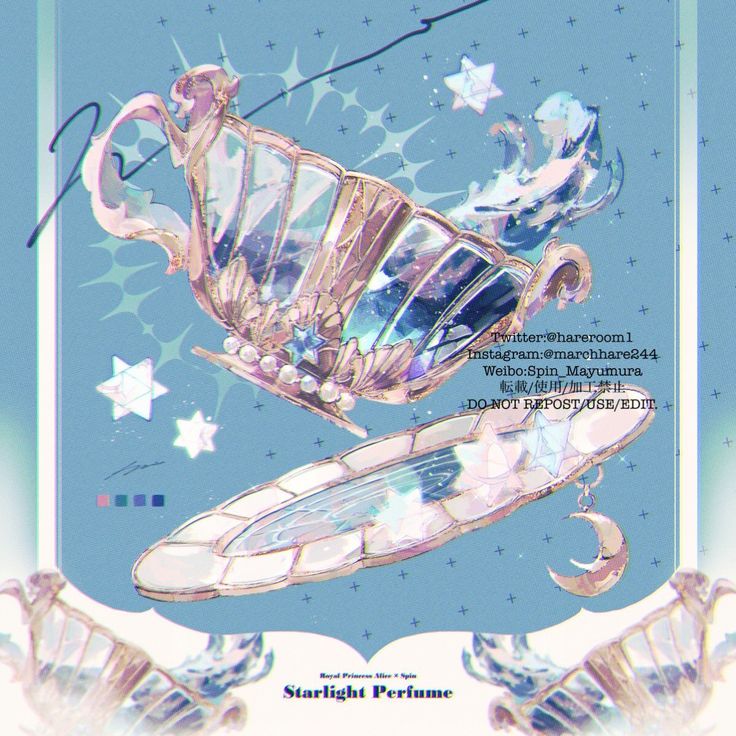 Twitter:@hareroom1
Instagram:@marchhare244
Weibo:Spin_Mayumura
転載/使用/加工禁止
DO NOT REPOST/USE/EDIT.
Royal Princess Alice × Spin
Starlight Perfume